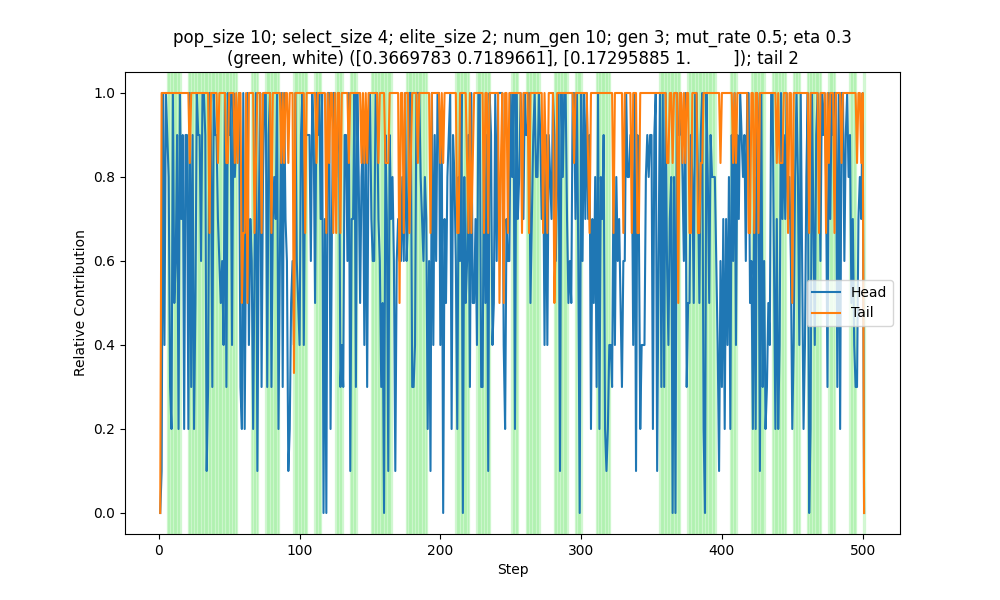 pop_size 10; select_size 4; elite_size 2; num_gen 10; gen 3; mut_rate 0.5; eta 0.3
(green, white) ([0.3669783 0.7189661], [0.17295885 1.        ]); tail 2
1.0
0.8
0.6
0.4
0.2
0.0
Relative Contribution
Head
Tail
0 100 200 300 400 500
Step